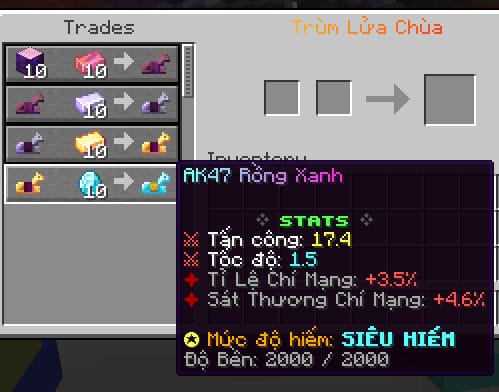 Trades
Trùm Lửa Chùa
10 10
10
10
10
Inventory
AK47 Rồng Xanh
STATS
Tấn công: 17.4
Tốc độ: 1.5
Tỉ Lệ Chí Mạng: +3.5%
Sát Thương Chí Mạng: +4.6%
Mức độ hiếm: SIÊU HIẾM
Độ Bền: 2000 / 2000